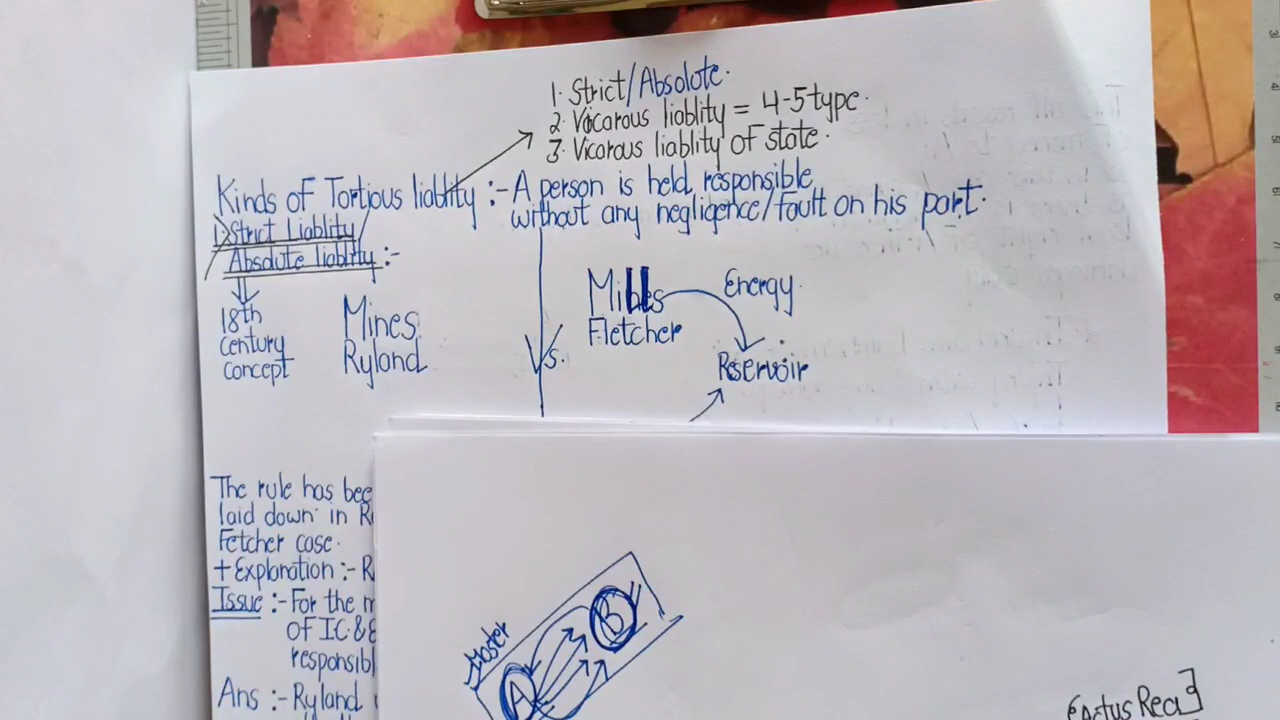 1. Strict/Absolute.
2. Vocarous liablity = 4-5 type.
3. Vicarous liablity of state.
Kinds of Tortious liablity :- A person is held responsible
without any negligence/fault on his part.
1) Strict Liablity/
Absolute liablity :-
18th
century
concept
Mines
Ryland
Vs.
Mills
Fletcher
Energy.
Reservoir
The rule has bee
laid down in R
Fetcher case.
+ Explanation :- R
Issue :- For the m
of IC &
responsibl
Ans :- Ryland
Master
B
A
[Actus Rea]